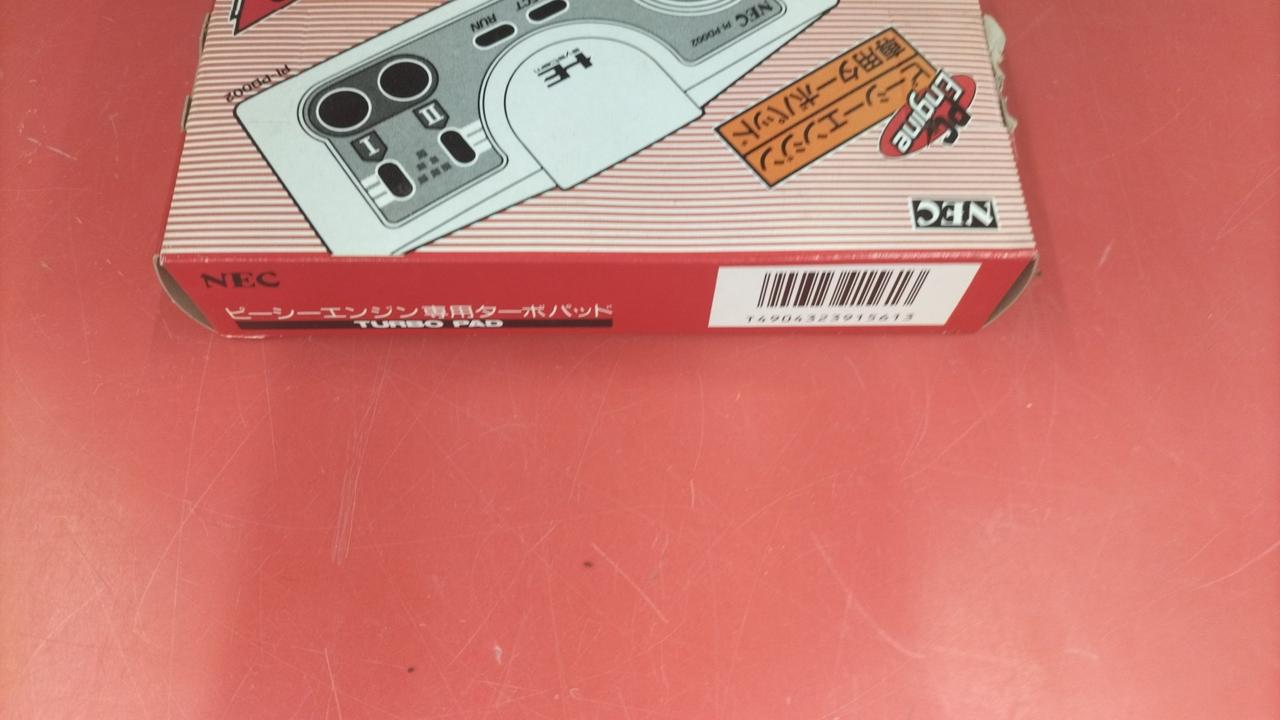 PI-PD002
RUN
NEC PI-PD002
HE SYSTEM
I
II
ピーシーエンジン
専用ターボパッド
PC
Engine
NEC
NEC
ピーシーエンジン専用ターボパッド
TURBO PAD
T4904323915613